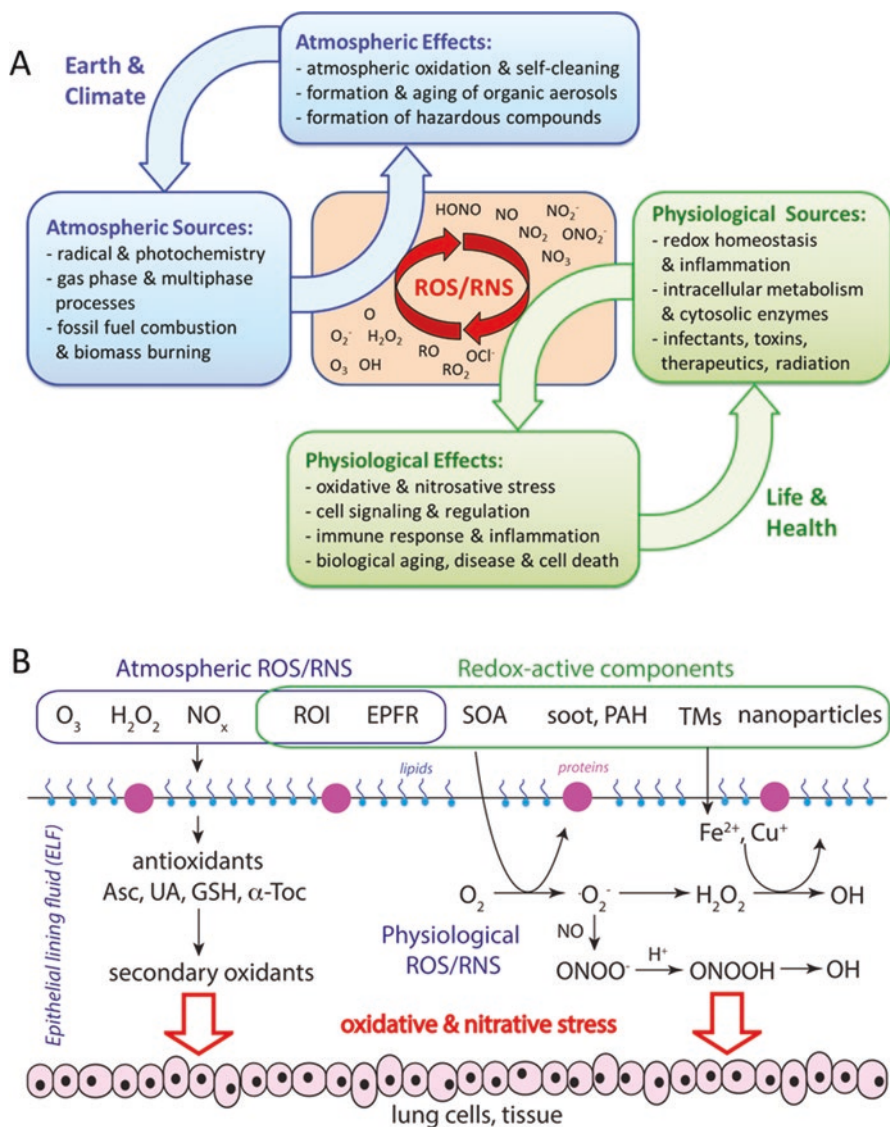 A
Earth &
Climate
Atmospheric Effects:
- atmospheric oxidation & self-cleaning
- formation & aging of organic aerosols
- formation of hazardous compounds
Atmospheric Sources:
- radical & photochemistry
- gas phase & multiphase
processes
- fossil fuel combustion
& biomass burning
HONO NO NO₂⁻
NO₂ ONO₂⁻
NO₃
ROS/RNS
O
O₂⁻ H₂O₂ RO OCl⁻
O₃ OH RO₂
Physiological Sources:
- redox homeostasis
& inflammation
- intracellular metabolism
& cytosolic enzymes
- infectants, toxins,
therapeutics, radiation
Physiological Effects:
- oxidative & nitrosative stress
- cell signaling & regulation
- immune response & inflammation
- biological aging, disease & cell death
Life &
Health
B
Atmospheric ROS/RNS Redox-active components
O₃ H₂O₂ NOₓ ROI EPFR SOA soot, PAH TMs nanoparticles
lipids proteins
Epithelial lining fluid (ELF)
Fe²⁺, Cu⁺
antioxidants
Asc, UA, GSH, α-Toc
O₂ ·O₂⁻ H₂O₂ OH
Physiological
ROS/RNS
NO
secondary oxidants
ONOO⁻ H⁺ ONOOH OH
oxidative & nitrative stress
lung cells, tissue